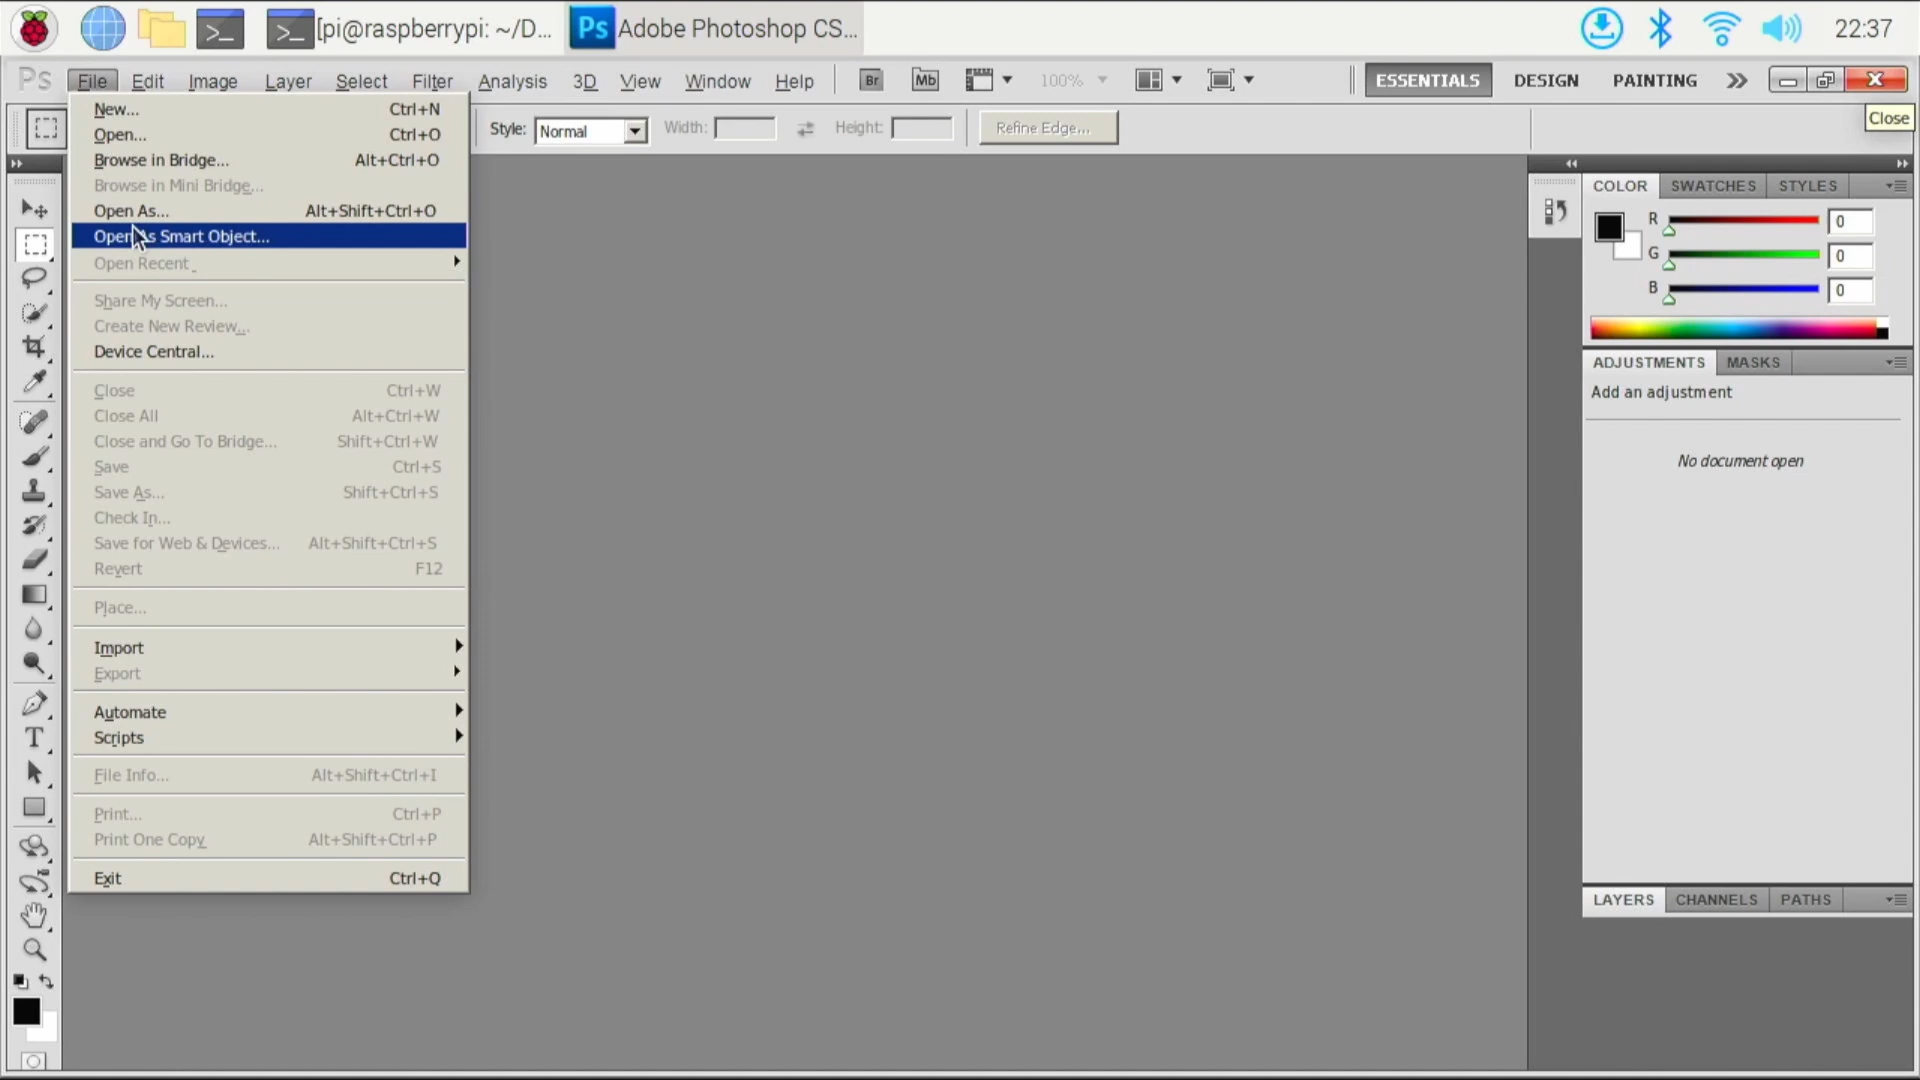 [pi@raspberrypi: ~/D...
Ps Adobe Photoshop CS...
22:37
Ps File Edit Image Layer Select Filter Analysis 3D View Window Help Br Mb 100% ESSENTIALS DESIGN PAINTING
Close
Style: Normal Width: Height: Refine Edge...
New... Ctrl+N
Open... Ctrl+O
Browse in Bridge... Alt+Ctrl+O
Browse in Mini Bridge...
Open As... Alt+Shift+Ctrl+O
Open As Smart Object...
Open Recent
Share My Screen...
Create New Review...
Device Central...
Close Ctrl+W
Close All Alt+Ctrl+W
Close and Go To Bridge... Shift+Ctrl+W
Save Ctrl+S
Save As... Shift+Ctrl+S
Check In...
Save for Web & Devices... Alt+Shift+Ctrl+S
Revert F12
Place...
Import
Export
Automate
Scripts
File Info... Alt+Shift+Ctrl+I
Print... Ctrl+P
Print One Copy Alt+Shift+Ctrl+P
Exit Ctrl+Q
COLOR SWATCHES STYLES
R 0
G 0
B 0
ADJUSTMENTS MASKS
Add an adjustment
No document open
LAYERS CHANNELS PATHS